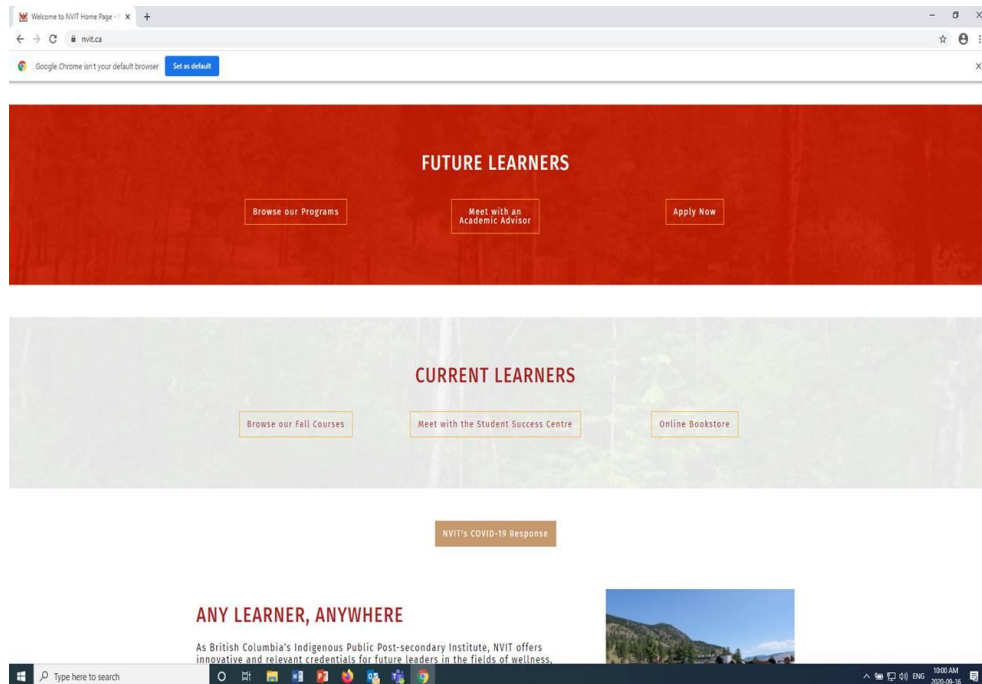 Welcome to NVIT Home Page -
nvit.ca
Google Chrome isn't your default browser
Set as default
FUTURE LEARNERS
Browse our Programs
Meet with an
Academic Advisor
Apply Now
CURRENT LEARNERS
Browse our Fall Courses
Meet with the Student Success Centre
Online Bookstore
NVIT's COVID-19 Response
ANY LEARNER, ANYWHERE
As British Columbia's Indigenous Public Post-secondary Institute, NVIT offers
innovative and relevant credentials for future leaders in the fields of wellness,
Type here to search
ENG
10:00 AM
2020-09-16